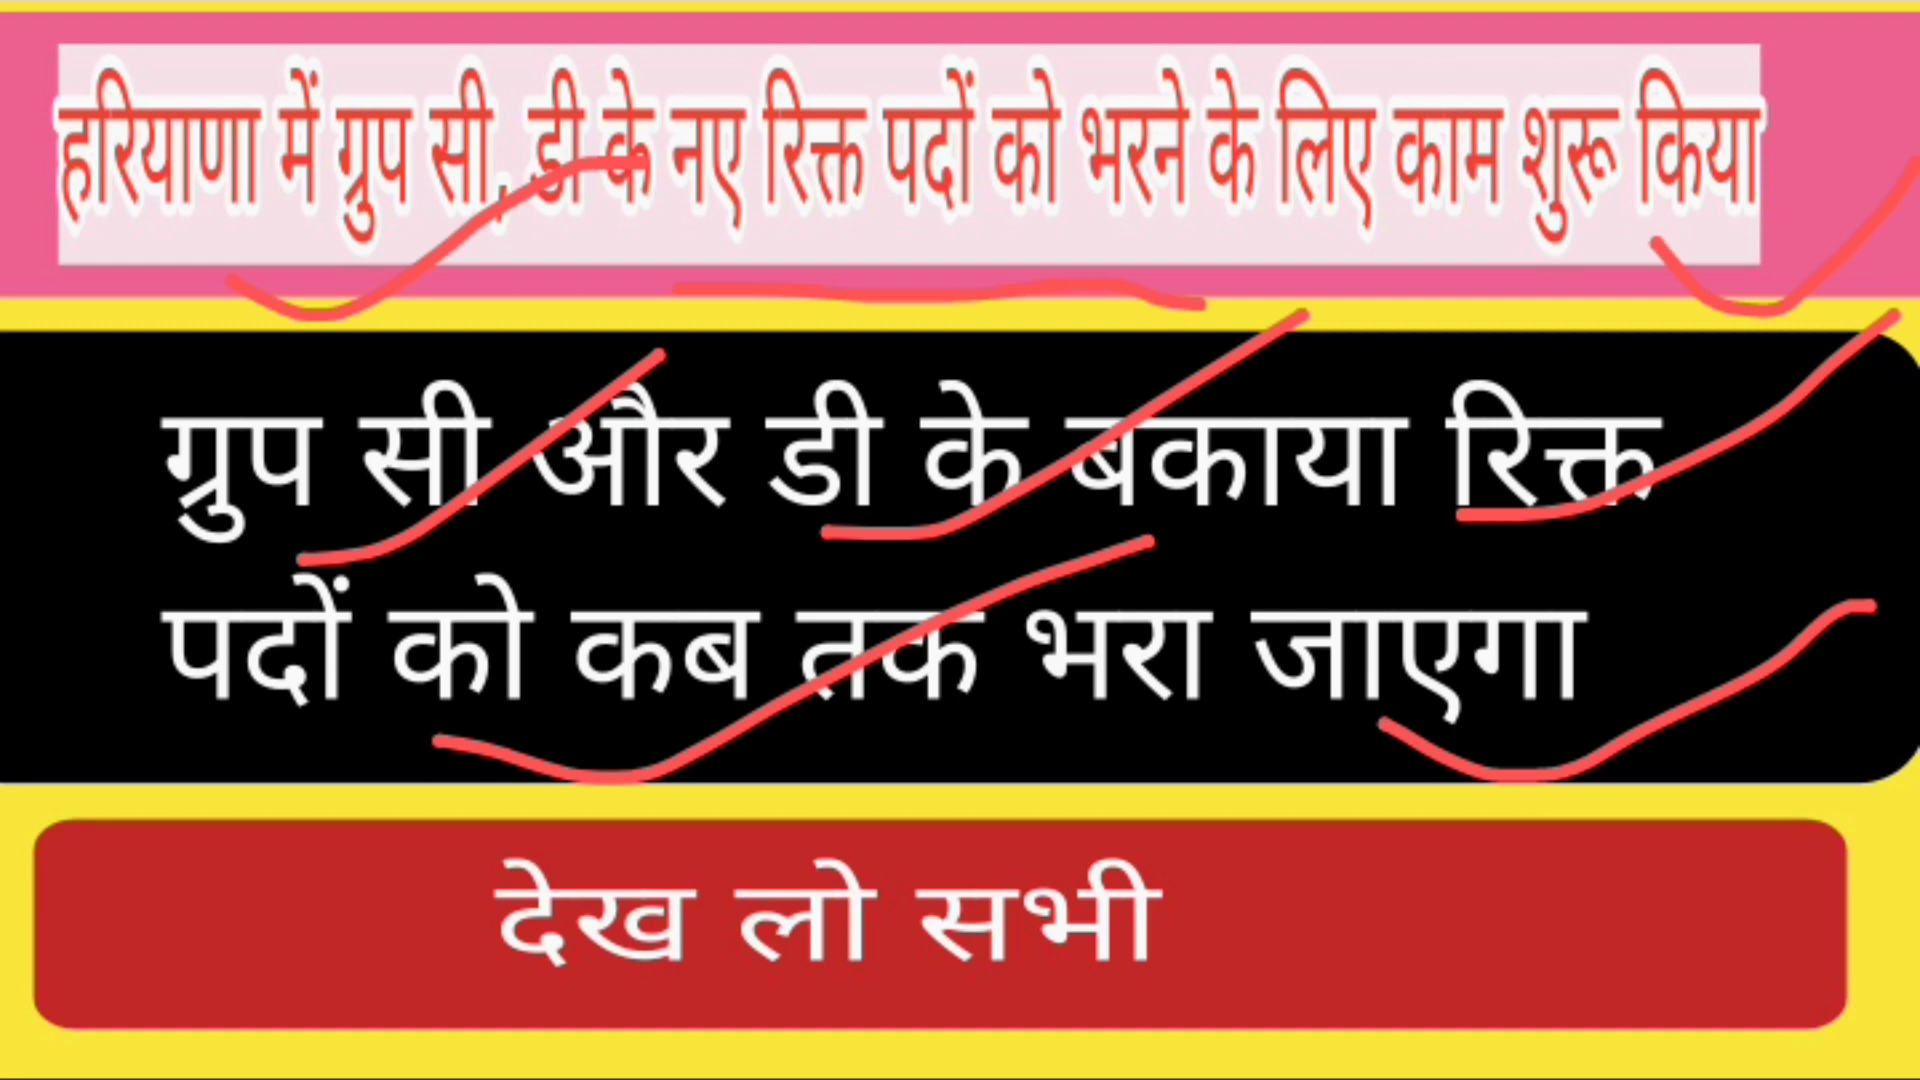 हरियाणा में ग्रुप सी, डी के नए रिक्त पदों को भरने के लिए काम शुरू किया
ग्रुप सी और डी के बकाया रिक्त
पदों को कब तक भरा जाएगा
देख लो सभी